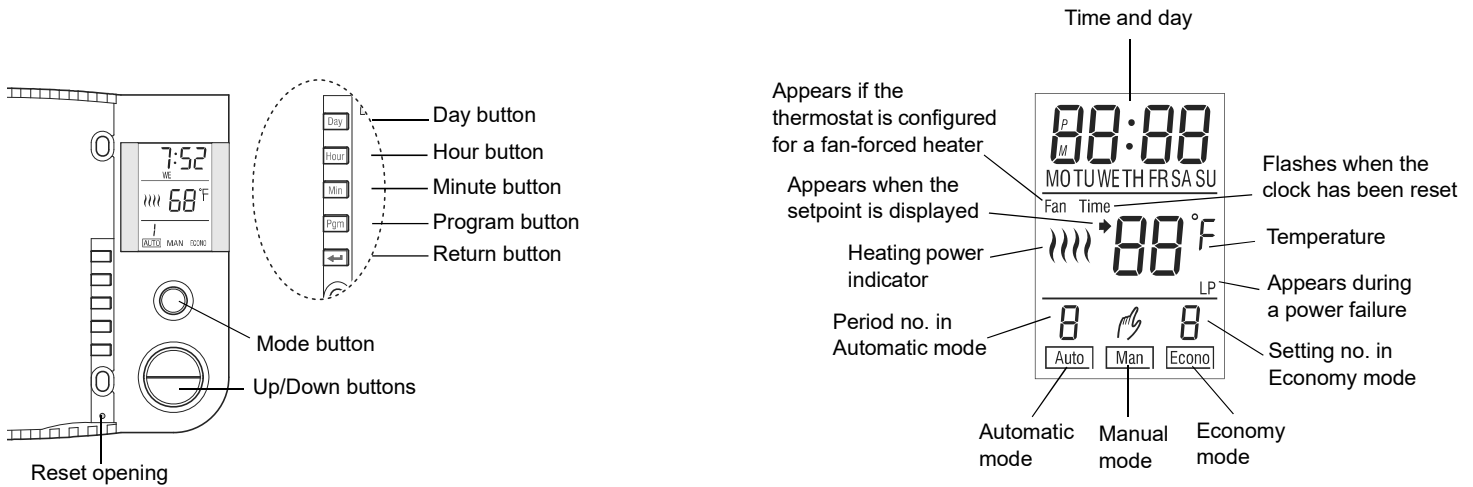 7:52
WE
68 °F
1
AUTO MAN ECONO
Day
Hour
Min
Pgm
Day button
Hour button
Minute button
Program button
Return button
Mode button
Up/Down buttons
Reset opening
Time and day
Appears if the
thermostat is configured
for a fan-forced heater
Appears when the
setpoint is displayed
Heating power
indicator
Period no. in
Automatic mode
P
M
88:88
MO TU WE TH FR SA SU
Fan Time
88 °F
LP
8 8
Auto Man Econo
Flashes when the
clock has been reset
Temperature
Appears during
a power failure
Setting no. in
Economy mode
Automatic
mode
Manual
mode
Economy
mode